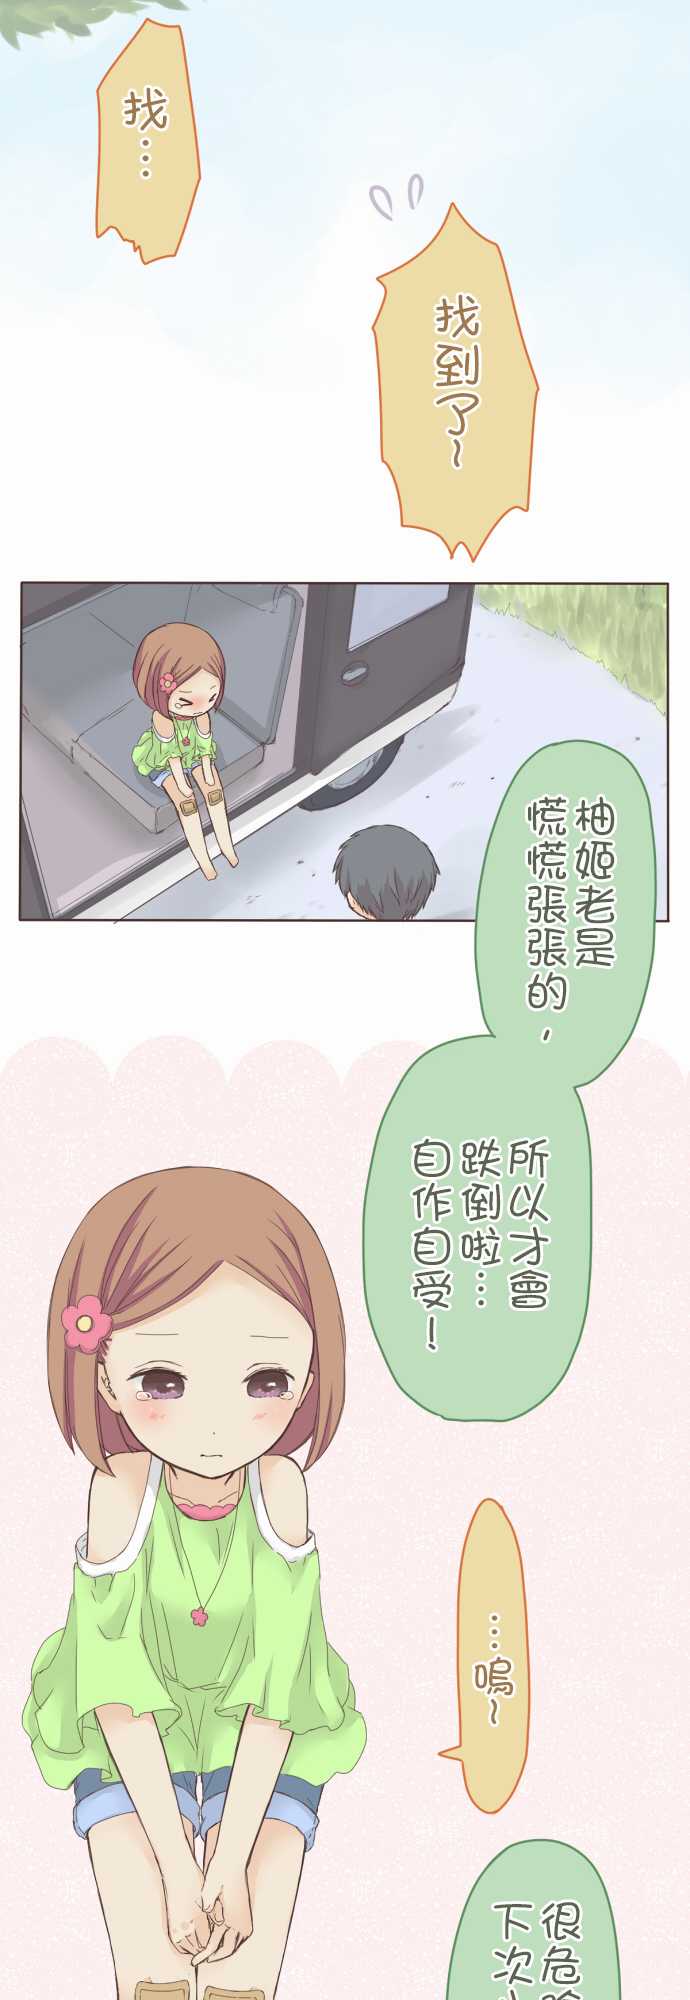 找…
找到了~
柚姬老是
慌慌張張的，
所以才會
跌倒啦…
自作自受！
…嗚~
很危險
下次